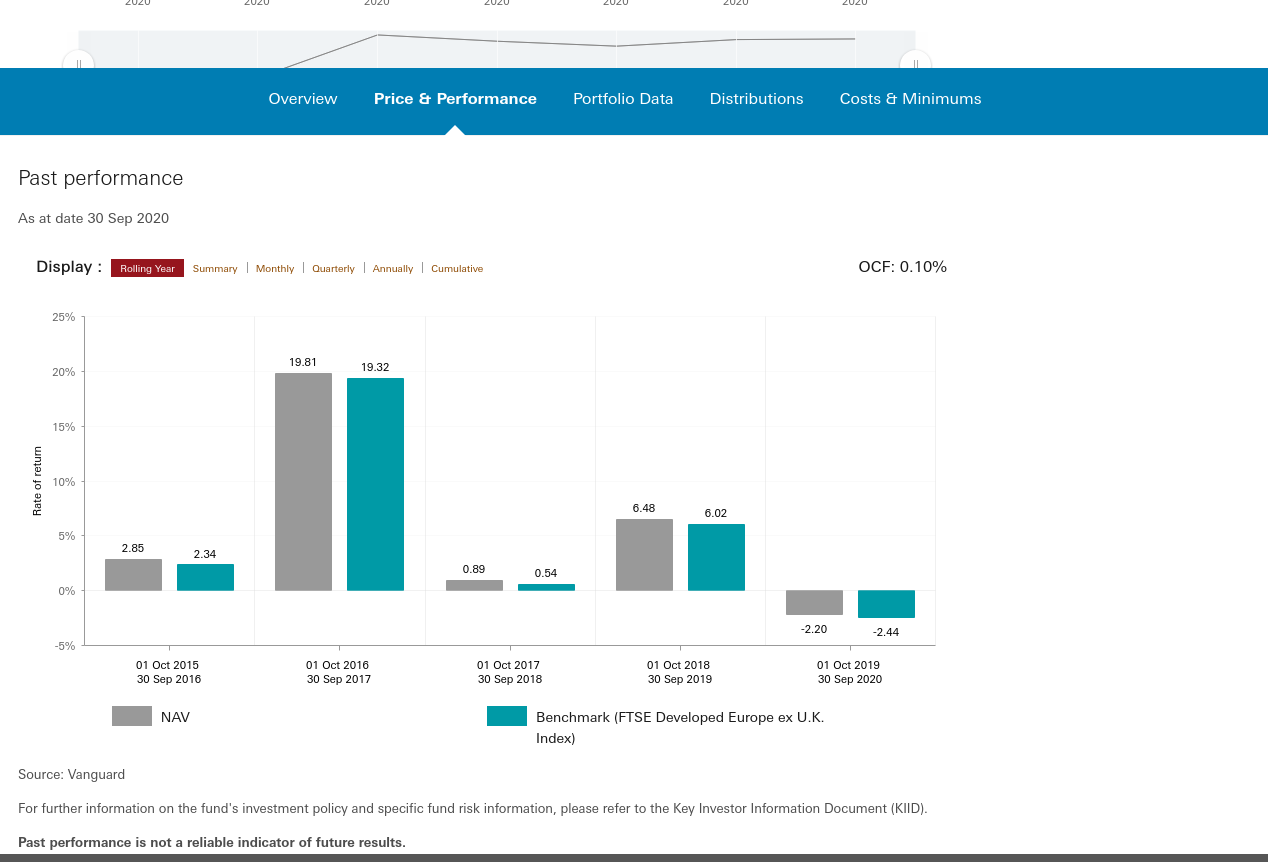 2020 2020 2020 2020 2020 2020 2020
Overview Price & Performance Portfolio Data Distributions Costs & Minimums
Past performance
As at date 30 Sep 2020
Display : Rolling Year Summary Monthly Quarterly Annually Cumulative OCF: 0.10%
25%
20%
15%
10%
5%
0%
-5%
Rate of return
2.85 2.34
19.81 19.32
0.89 0.54
6.48 6.02
-2.20 -2.44
01 Oct 2015 01 Oct 2016 01 Oct 2017 01 Oct 2018 01 Oct 2019
30 Sep 2016 30 Sep 2017 30 Sep 2018 30 Sep 2019 30 Sep 2020
NAV Benchmark (FTSE Developed Europe ex U.K.
Index)
Source: Vanguard
For further information on the fund's investment policy and specific fund risk information, please refer to the Key Investor Information Document (KIID).
Past performance is not a reliable indicator of future results.